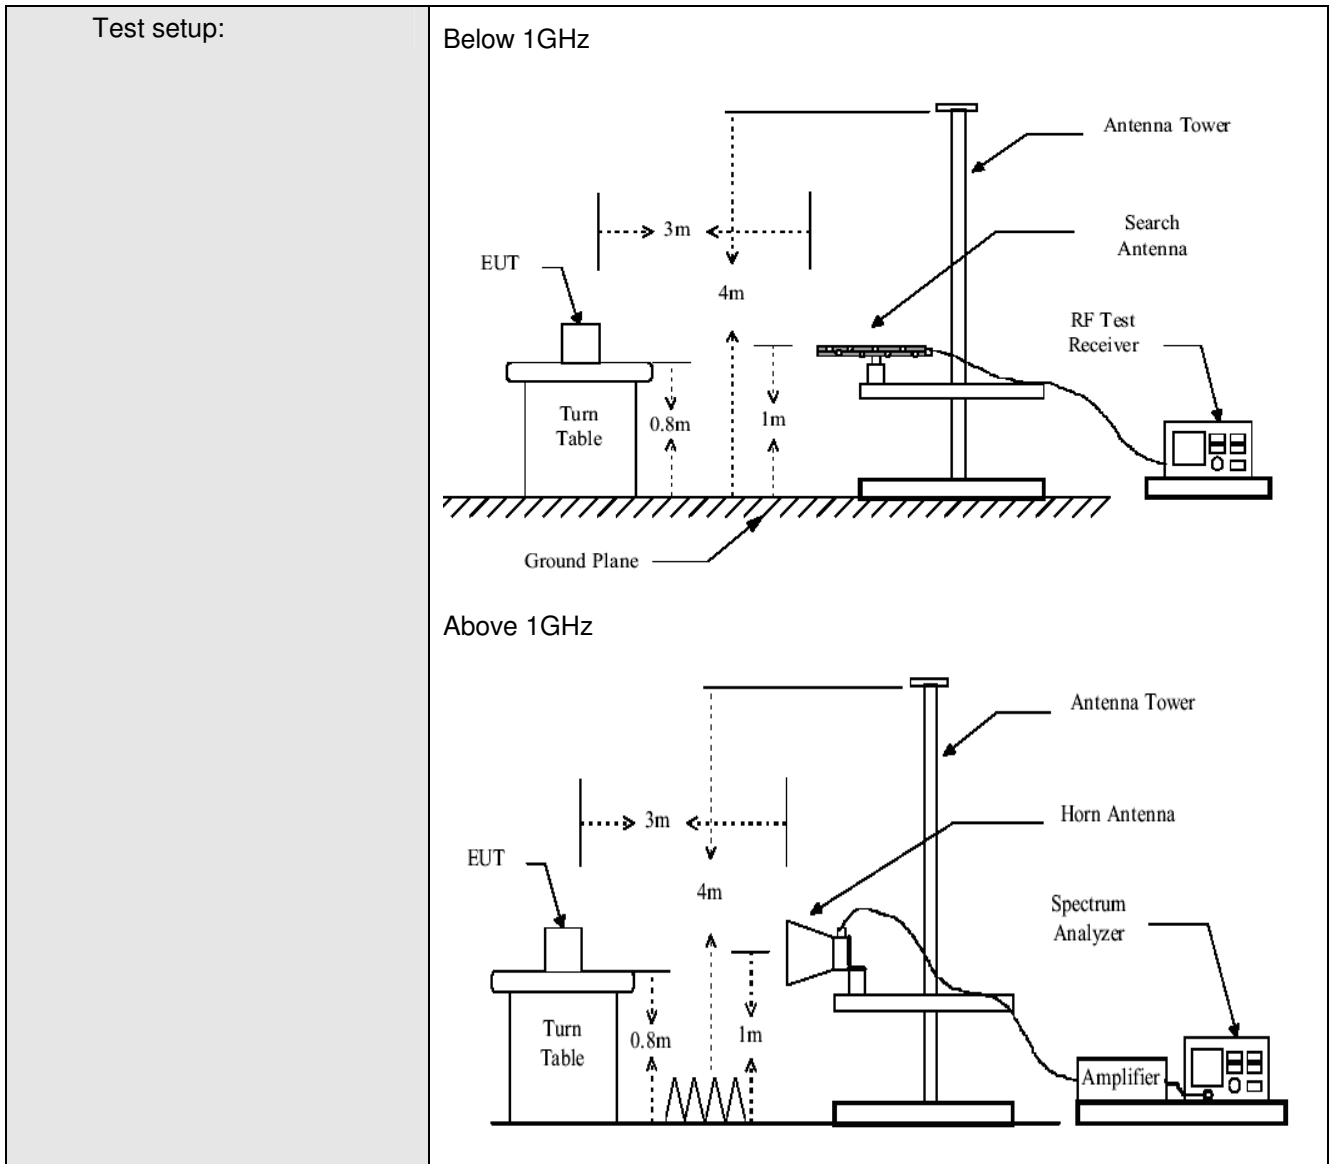 Test setup:
Below 1GHz
Antenna Tower
Search
Antenna
3m
EUT
4m
RF Test
Receiver
Turn
Table
0.8m
1m
Ground Plane
Above 1GHz
Antenna Tower
Horn Antenna
3m
EUT
4m
Spectrum
Analyzer
Turn
Table
0.8m
1m
Amplifier